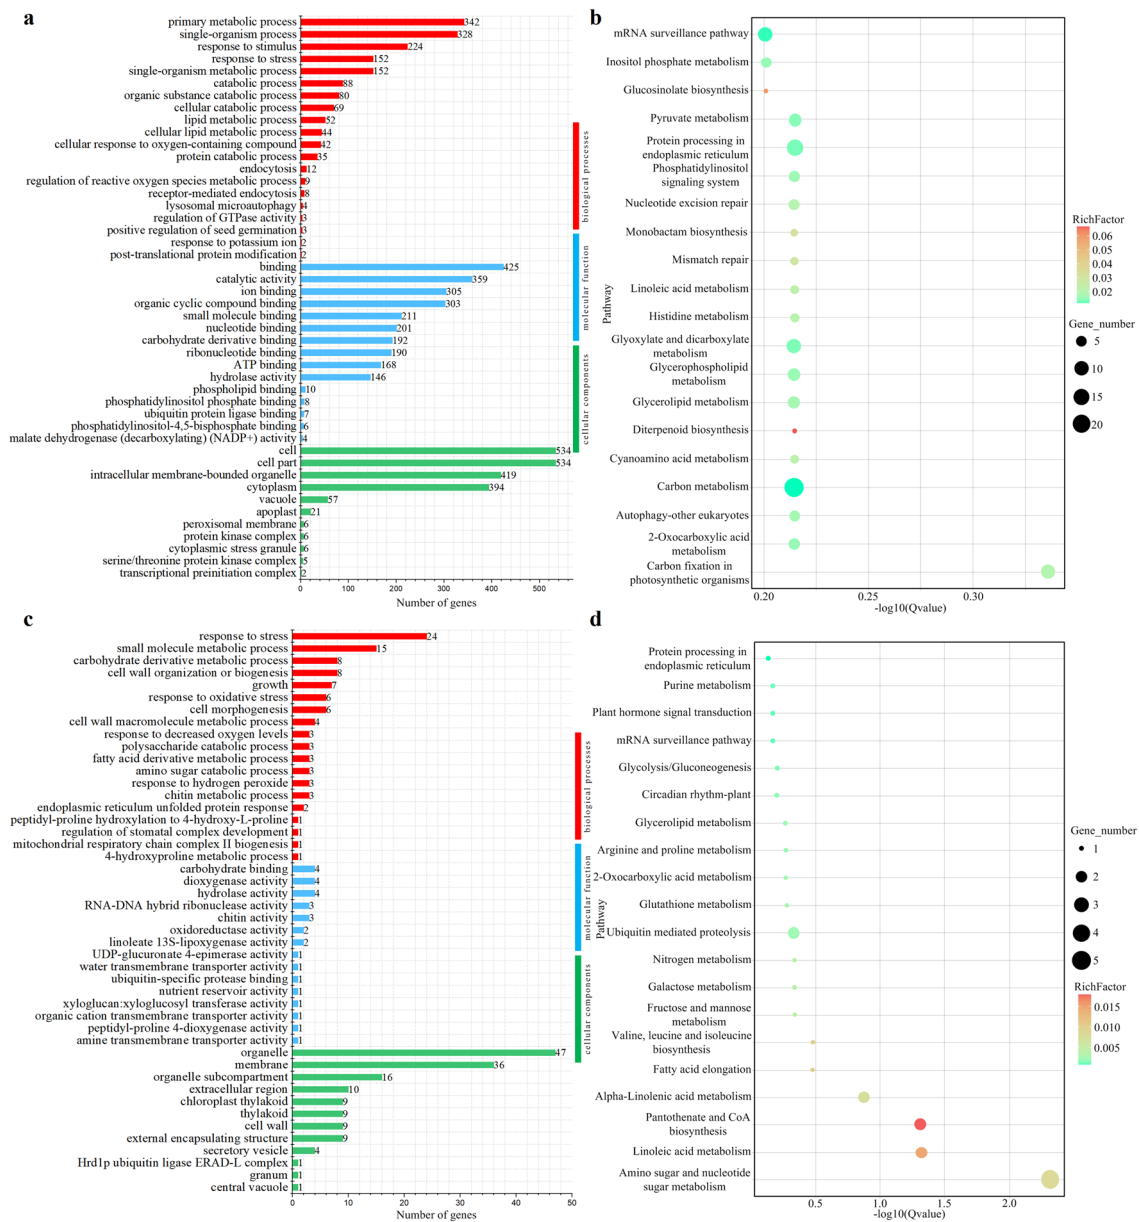 a
primary metabolic process 342
single-organism process 328
response to stimulus 224
response to stress 152
single-organism metabolic process 152
catabolic process 88
organic substance catabolic process 80
cellular catabolic process 69
lipid metabolic process 52
cellular lipid metabolic process 44
cellular response to oxygen-containing compound 42
protein catabolic process 35
endocytosis 12
regulation of reactive oxygen species metabolic process 9
receptor-mediated endocytosis 8
lysosomal microautophagy 4
regulation of GTPase activity 3
positive regulation of seed germination 3
response to potassium ion 2
post-translational protein modification 2
binding 425
catalytic activity 359
ion binding 305
organic cyclic compound binding 303
small molecule binding 211
nucleotide binding 201
carbohydrate derivative binding 192
ribonucleotide binding 190
ATP binding 168
hydrolase activity 146
phospholipid binding 10
phosphatidylinositol phosphate binding 8
ubiquitin protein ligase binding 7
phosphatidylinositol-4,5-bisphosphate binding 6
malate dehydrogenase (decarboxylating) (NADP+) activity 4
cell 534
cell part 534
intracellular membrane-bounded organelle 419
cytoplasm 394
vacuole 57
apoplast 21
peroxisomal membrane 6
protein kinase complex 6
cytoplasmic stress granule 6
serine/threonine protein kinase complex 5
transcriptional preinitiation complex 2
0 100 200 300 400 500
Number of genes
biological processes
molecular function
cellular components
b
mRNA surveillance pathway
Inositol phosphate metabolism
Glucosinolate biosynthesis
Pyruvate metabolism
Protein processing in
endoplasmic reticulum
Phosphatidylinositol
signaling system
Nucleotide excision repair
Monobactam biosynthesis
Mismatch repair
Linoleic acid metabolism
Histidine metabolism
Glyoxylate and dicarboxylate
metabolism
Glycerophospholipid
metabolism
Glycerolipid metabolism
Diterpenoid biosynthesis
Cyanoamino acid metabolism
Carbon metabolism
Autophagy-other eukaryotes
2-Oxocarboxylic acid
metabolism
Carbon fixation in
photosynthetic organisms
Pathway
0.20 0.25 0.30
-log10(Qvalue)
RichFactor
0.06
0.04
0.03
0.02
Gene_number
5
10
15
20
c
response to stress 24
small molecule metabolic process 15
carbohydrate derivative metabolic process 8
cell wall organization or biogenesis 8
growth 7
response to oxidative stress 6
cell morphogenesis 6
cell wall macromolecule metabolic process 4
response to decreased oxygen levels 3
polysaccharide catabolic process 3
fatty acid derivative metabolic process 3
amino sugar catabolic process 3
response to hydrogen peroxide 3
chitin metabolic process 3
endoplasmic reticulum unfolded protein response 2
peptidyl-proline hydroxylation to 4-hydroxy-L-proline 1
regulation of stomatal complex development 1
mitochondrial respiratory chain complex II biogenesis 1
4-hydroxyproline metabolic process 1
carbohydrate binding 4
dioxygenase activity 4
hydrolase activity 4
RNA-DNA hybrid ribonuclease activity 3
chitin activity 3
oxidoreductase activity 2
linoleate 13S-lipoxygenase activity 2
UDP-glucuronate 4-epimerase activity 1
water transmembrane transporter activity 1
ubiquitin-specific protease binding 1
nutrient reservoir activity 1
xyloglucan:xyloglucosyl transferase activity 1
organic cation transmembrane transporter activity 1
peptidyl-proline 4-dioxygenase activity 1
amine transmembrane transporter activity 1
organelle 47
membrane 36
organelle subcompartment 16
extracellular region 10
chloroplast thylakoid 9
thylakoid 9
cell wall 9
external encapsulating structure 9
secretory vesicle 4
Hrd1p ubiquitin ligase ERAD-L complex 1
granum 1
central vacuole 1
0 10 20 30 40 50
Number of genes
biological processes
molecular function
cellular components
d
Protein processing in
endoplasmic reticulum
Purine metabolism
Plant hormone signal transduction
mRNA surveillance pathway
Glycolysis/Gluconeogenesis
Circadian rhythm-plant
Glycerolipid metabolism
Arginine and proline metabolism
2-Oxocarboxylic acid metabolism
Glutathione metabolism
Ubiquitin mediated proteolysis
Nitrogen metabolism
Galactose metabolism
Fructose and mannose
metabolism
Valine, leucine and isoleucine
biosynthesis
Fatty acid elongation
Alpha-Linolenic acid metabolism
Pantothenate and CoA
biosynthesis
Linoleic acid metabolism
Amino sugar and nucleotide
sugar metabolism
Pathway
0.5 1.0 1.5 2.0
-log10(Qvalue)
Gene_number
1
2
3
4
5
RichFactor
0.015
0.010
0.005